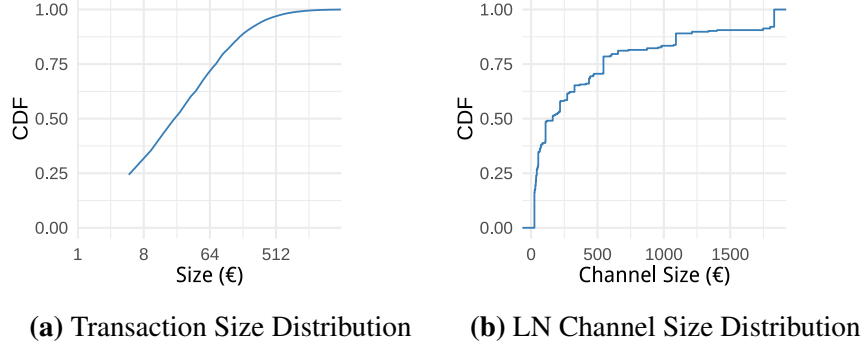 1.00
0.75
0.50
0.25
0.00
CDF
1 8 64 512
Size (€)
(a) Transaction Size Distribution
1.00
0.75
0.50
0.25
0.00
CDF
0 500 1000 1500
Channel Size (€)
(b) LN Channel Size Distribution